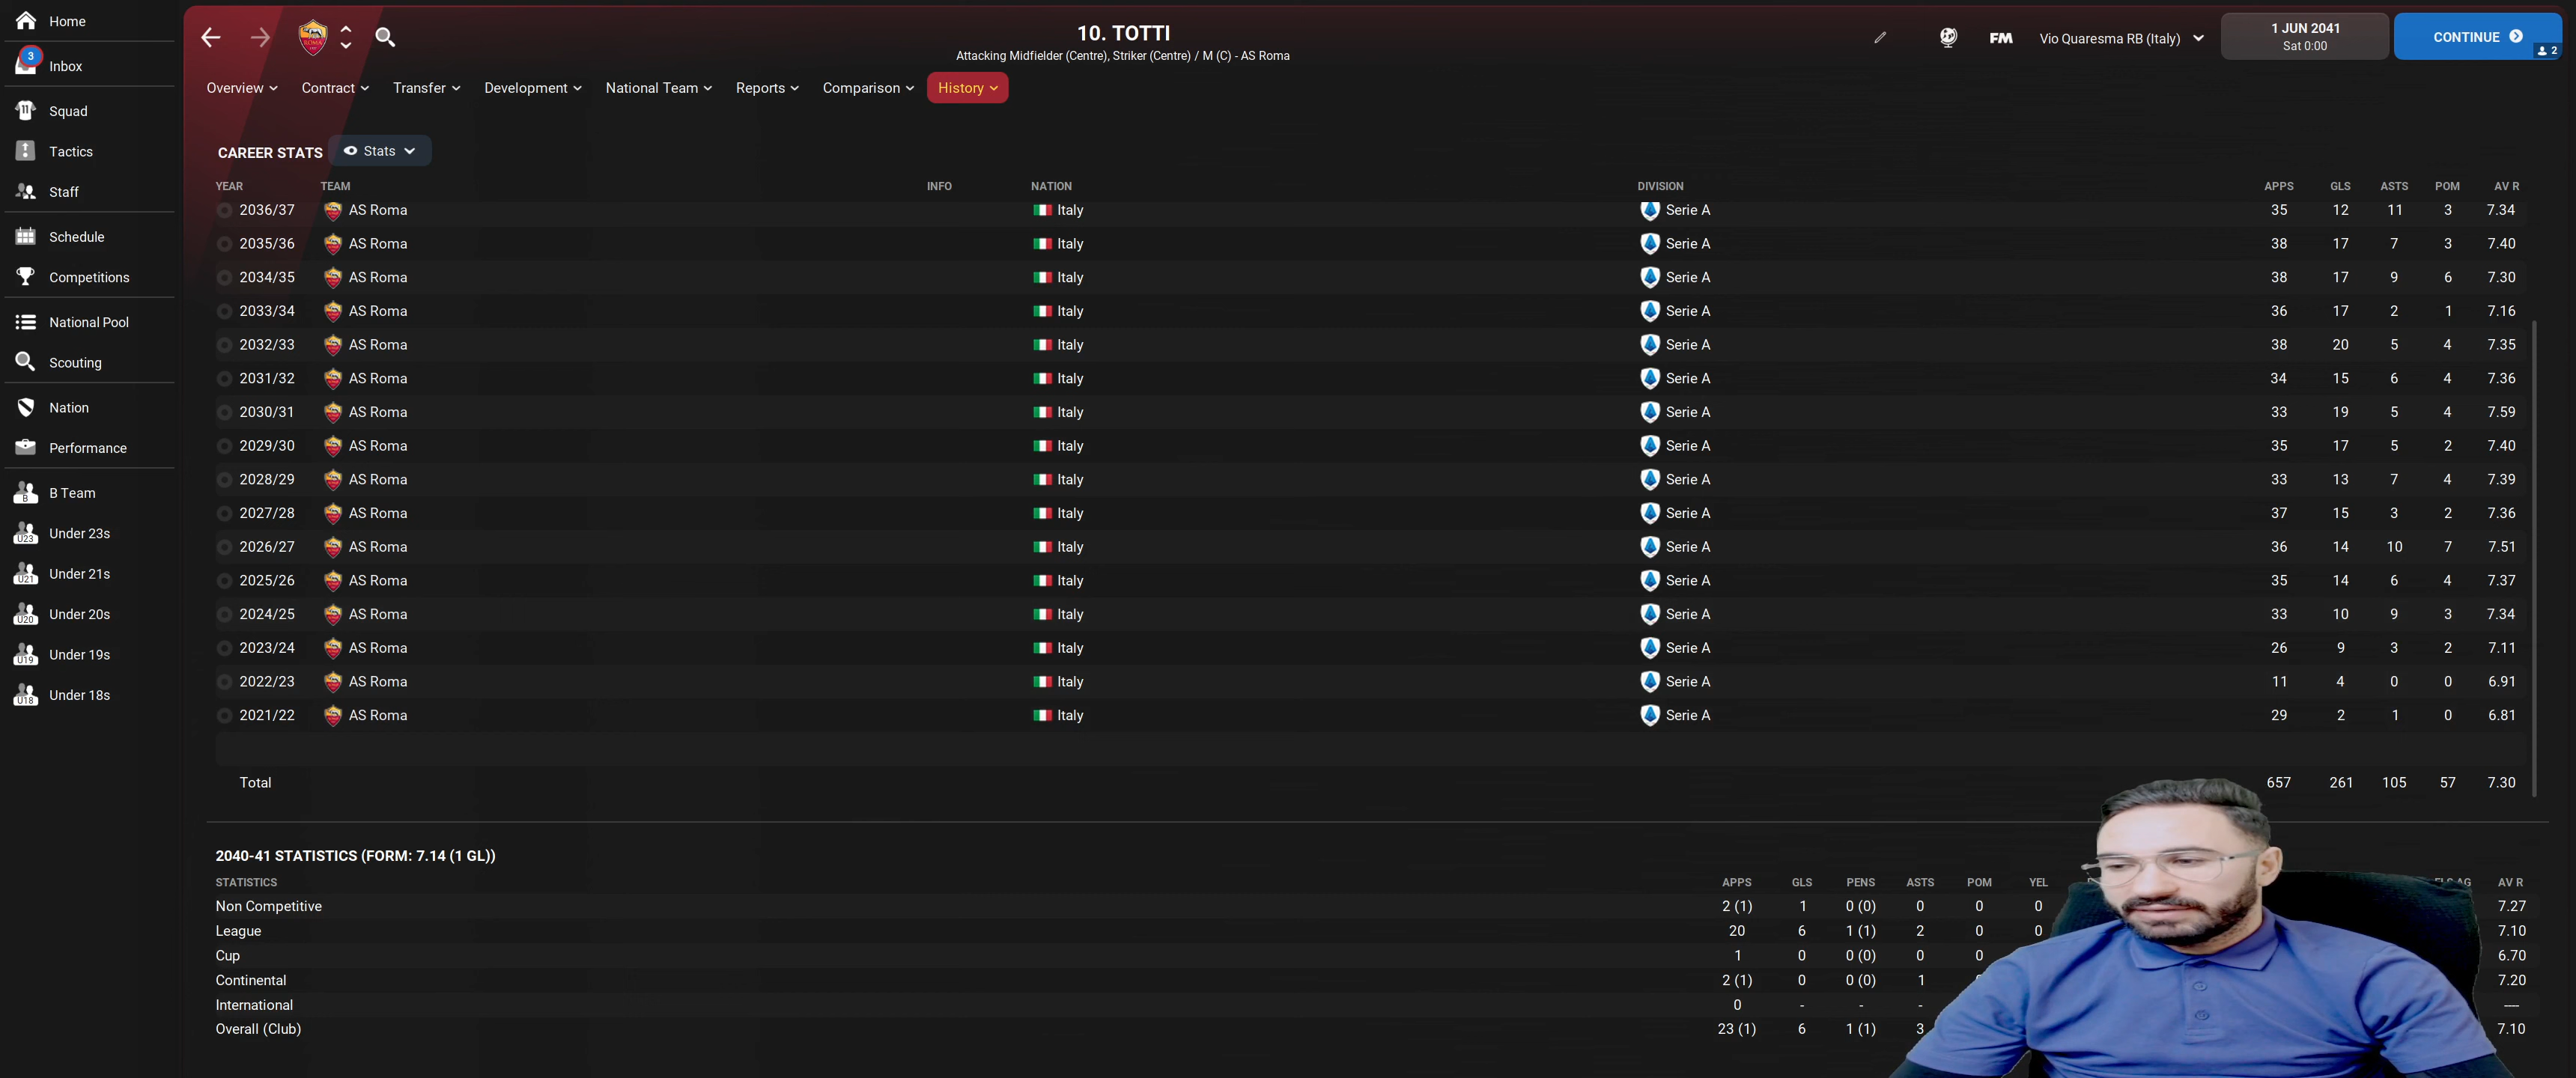 Home
3
Inbox
11
Squad
Tactics
Staff
Schedule
Competitions
National Pool
Scouting
Nation
Performance
B
B Team
U23
Under 23s
U21
Under 21s
U20
Under 20s
U19
Under 19s
U18
Under 18s
ROMA
10. TOTTI
Attacking Midfielder (Centre), Striker (Centre) / M (C) - AS Roma
FM
Vio Quaresma RB (Italy)
1 JUN 2041
Sat 0:00
CONTINUE
2
Overview Contract Transfer Development National Team Reports Comparison History
CAREER STATS Stats
YEAR TEAM INFO NATION DIVISION APPS GLS ASTS POM AV R
2036/37 AS Roma Italy Serie A 35 12 11 3 7.34
2035/36 AS Roma Italy Serie A 38 17 7 3 7.40
2034/35 AS Roma Italy Serie A 38 17 9 6 7.30
2033/34 AS Roma Italy Serie A 36 17 2 1 7.16
2032/33 AS Roma Italy Serie A 38 20 5 4 7.35
2031/32 AS Roma Italy Serie A 34 15 6 4 7.36
2030/31 AS Roma Italy Serie A 33 19 5 4 7.59
2029/30 AS Roma Italy Serie A 35 17 5 2 7.40
2028/29 AS Roma Italy Serie A 33 13 7 4 7.39
2027/28 AS Roma Italy Serie A 37 15 3 2 7.36
2026/27 AS Roma Italy Serie A 36 14 10 7 7.51
2025/26 AS Roma Italy Serie A 35 14 6 4 7.37
2024/25 AS Roma Italy Serie A 33 10 9 3 7.34
2023/24 AS Roma Italy Serie A 26 9 3 2 7.11
2022/23 AS Roma Italy Serie A 11 4 0 0 6.91
2021/22 AS Roma Italy Serie A 29 2 1 0 6.81
Total 657 261 105 57 7.30
2040-41 STATISTICS (FORM: 7.14 (1 GL))
STATISTICS APPS GLS PENS ASTS POM YEL AG AV R
Non Competitive 2 (1) 1 0 (0) 0 0 0 7.27
League 20 6 1 (1) 2 0 0 7.10
Cup 1 0 0 (0) 0 0 6.70
Continental 2 (1) 0 0 (0) 1 7.20
International 0 - - - ---
Overall (Club) 23 (1) 6 1 (1) 3 7.10